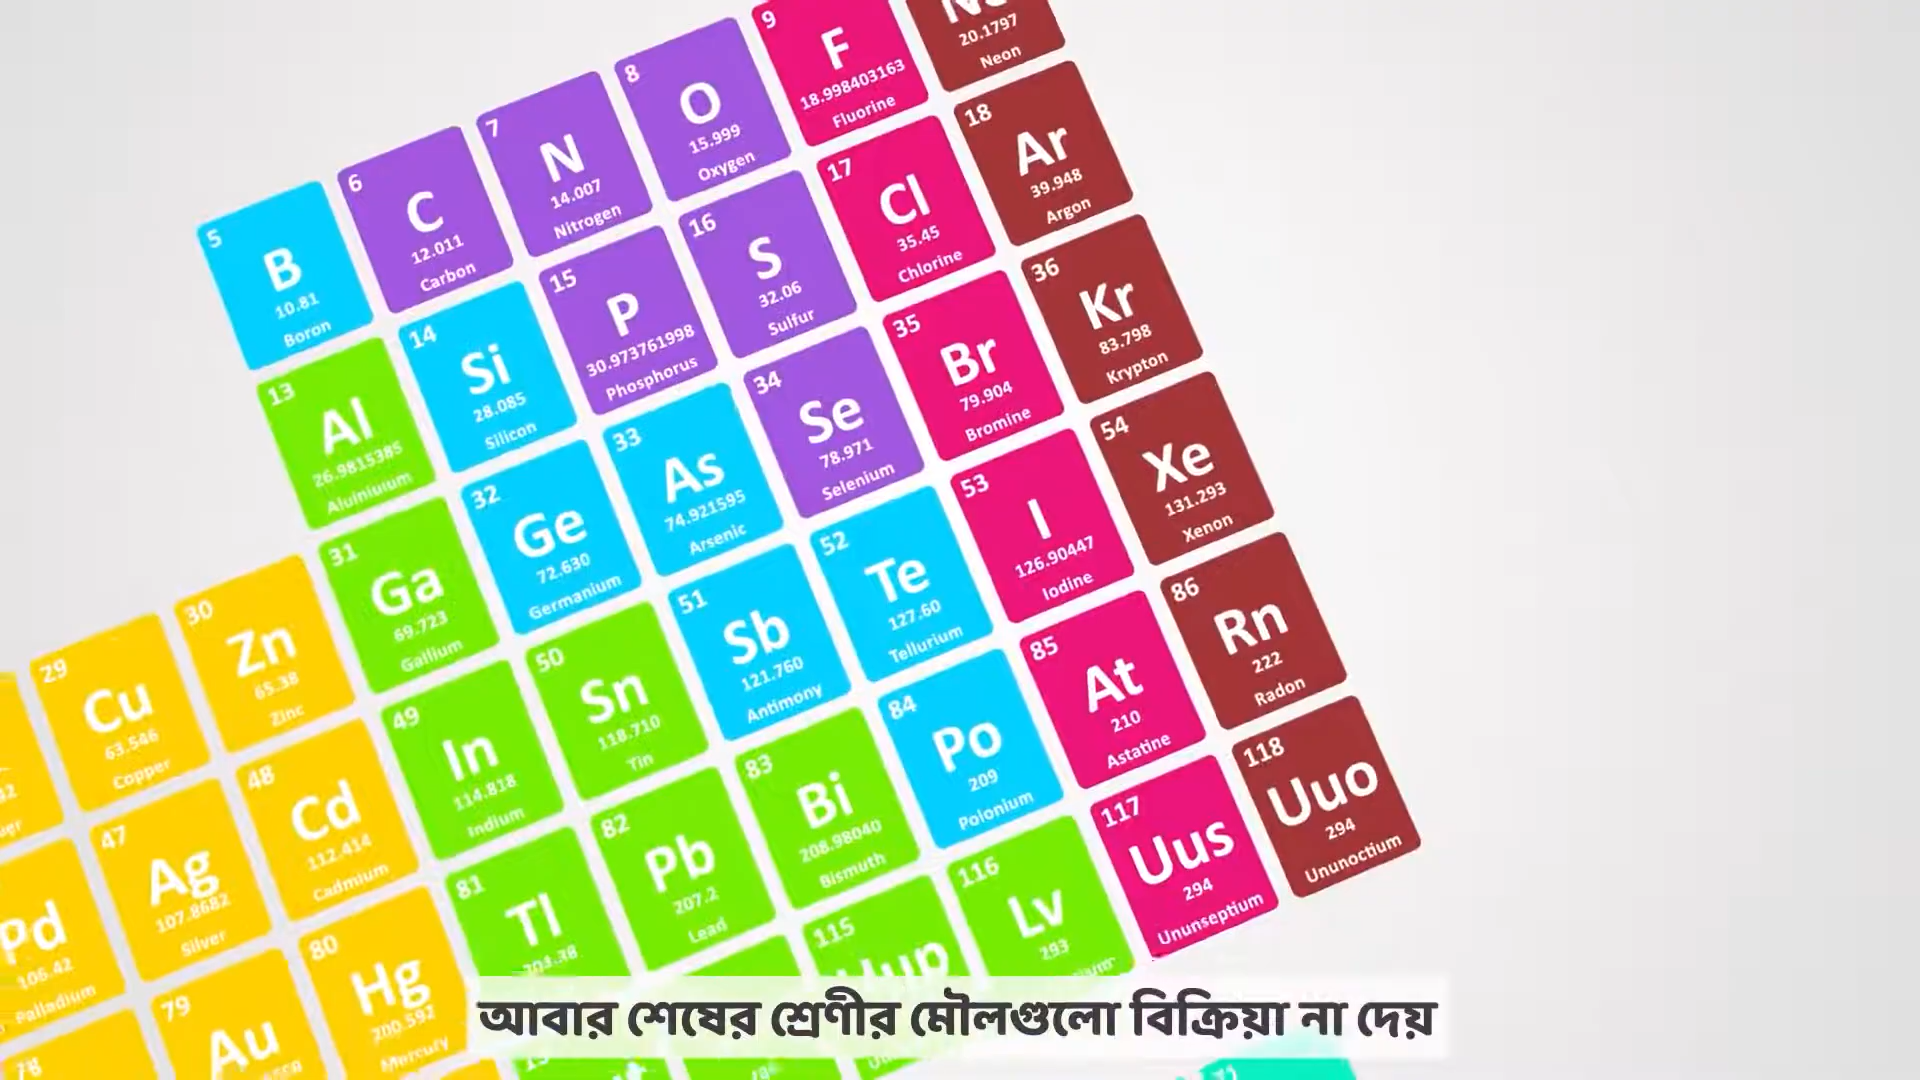 9
F
18.998403163
Fluorine
20.1797
Neon
8
O
15.999
Oxygen
7
N
14.007
Nitrogen
6
C
12.011
Carbon
5
B
10.81
Boron
18
Ar
39.948
Argon
17
Cl
35.45
Chlorine
16
S
32.06
Sulfur
15
P
30.973761998
Phosphorus
14
Si
28.085
Silicon
13
Al
26.9815385
36
Kr
83.798
Krypton
35
Br
79.904
Bromine
34
Se
78.971
Selenium
33
As
74.921595
Arsenic
32
Ge
72.630
Germanium
31
Ga
69.723
Gallium
30
Zn
65.38
Zinc
29
Cu
63.546
Copper
54
Xe
131.293
Xenon
53
I
126.90447
Iodine
52
Te
127.60
Tellurium
51
Sb
121.760
Antimony
50
Sn
118.710
Tin
49
In
114.818
Indium
48
Cd
112.414
Cadmium
47
Ag
107.8682
Silver
Pd
106.42
Palladium
86
Rn
222
Radon
85
At
210
Astatine
84
Po
209
Polonium
83
Bi
208.98040
Bismuth
82
Pb
207.2
Lead
81
Tl
80
Hg
200.592
Mercury
79
Au
78
118
Uuo
294
Ununoctium
117
Uus
294
Ununseptium
116
Lv
293
115
Uup
আবার শেষের শ্রেণীর মৌলগুলো বিক্রিয়া না দেয়